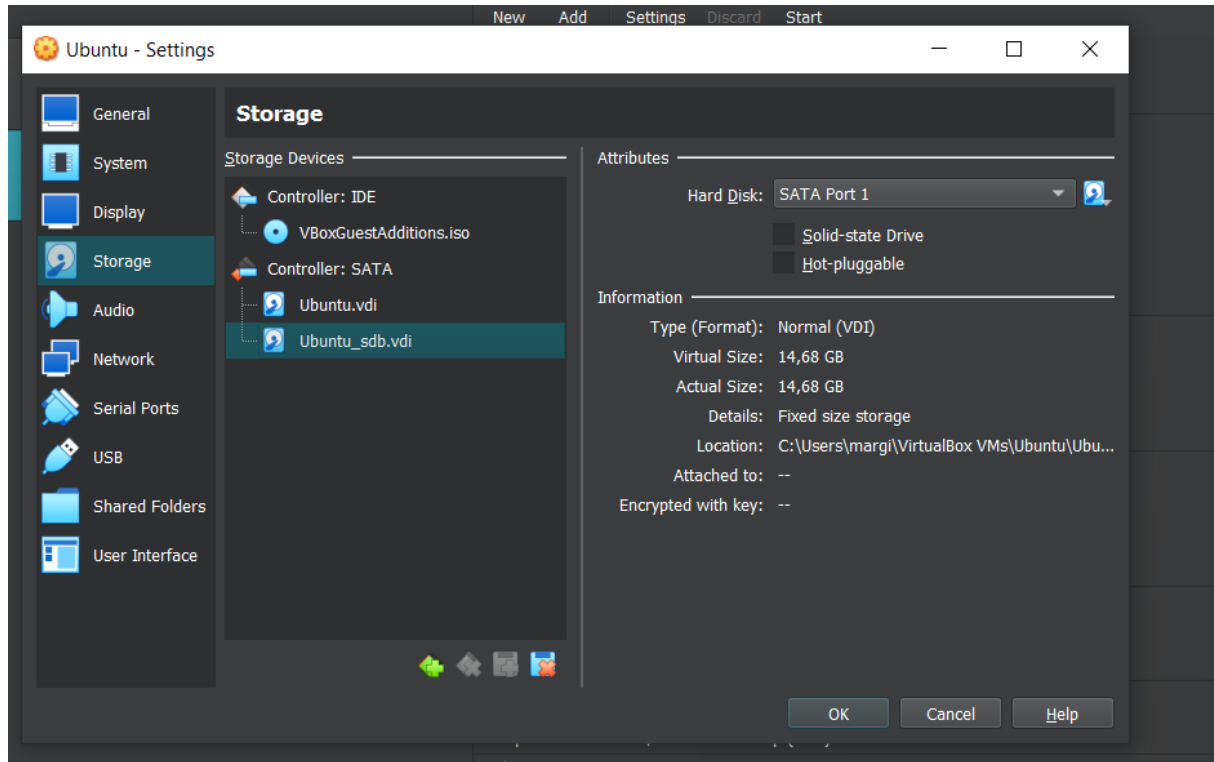 New Add Settings Discard Start
Ubuntu - Settings
General
System
Display
Storage
Audio
Network
Serial Ports
USB
Shared Folders
User Interface
Storage
Storage Devices
Controller: IDE
VBoxGuestAdditions.iso
Controller: SATA
Ubuntu.vdi
Ubuntu_sdb.vdi
Attributes
Hard Disk: SATA Port 1
Solid-state Drive
Hot-pluggable
Information
Type (Format): Normal (VDI)
Virtual Size: 14,68 GB
Actual Size: 14,68 GB
Details: Fixed size storage
Location: C:\Users\margi\VirtualBox VMs\Ubuntu\Ubu...
Attached to: --
Encrypted with key: --
OK Cancel Help